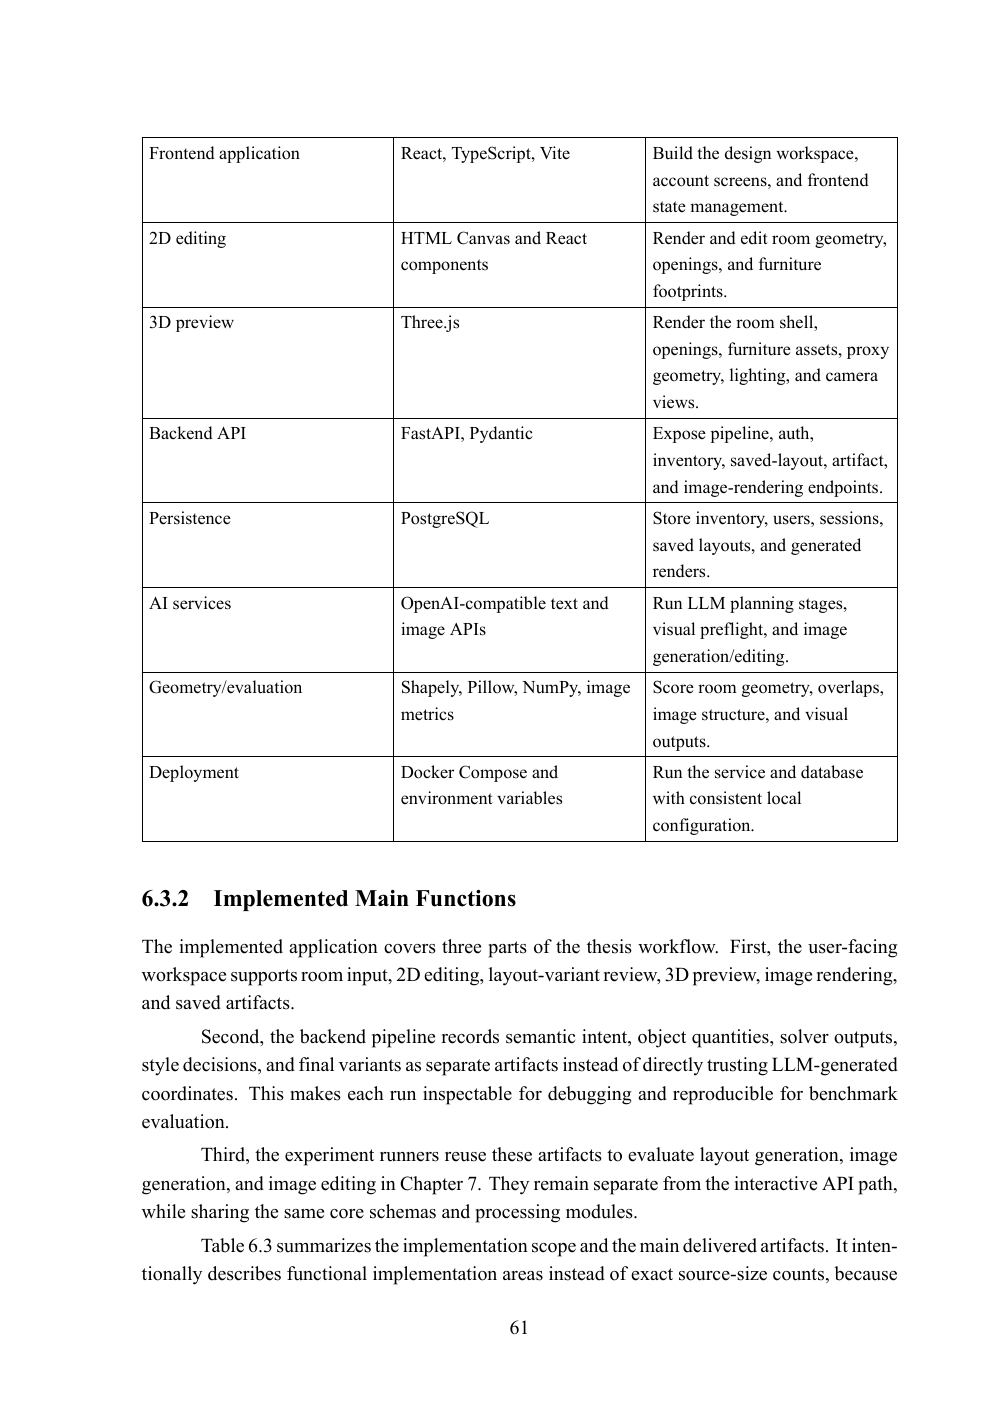 Frontend application
React, TypeScript, Vite
Build the design workspace,
account screens, and frontend
state management.
2D editing
HTML Canvas and React
components
Render and edit room geometry,
openings, and furniture
footprints.
3D preview
Three.js
Render the room shell,
openings, furniture assets, proxy
geometry, lighting, and camera
views.
Backend API
FastAPI, Pydantic
Expose pipeline, auth,
inventory, saved-layout, artifact,
and image-rendering endpoints.
Persistence
PostgreSQL
Store inventory, users, sessions,
saved layouts, and generated
renders.
AI services
OpenAI-compatible text and
image APIs
Run LLM planning stages,
visual preflight, and image
generation/editing.
Geometry/evaluation
Shapely, Pillow, NumPy, image
metrics
Score room geometry, overlaps,
image structure, and visual
outputs.
Deployment
Docker Compose and
environment variables
Run the service and database
with consistent local
configuration.
6.3.2 Implemented Main Functions
The implemented application covers three parts of the thesis workflow. First, the user-facing
workspace supports room input, 2D editing, layout-variant review, 3D preview, image rendering,
and saved artifacts.
Second, the backend pipeline records semantic intent, object quantities, solver outputs,
style decisions, and final variants as separate artifacts instead of directly trusting LLM-generated
coordinates. This makes each run inspectable for debugging and reproducible for benchmark
evaluation.
Third, the experiment runners reuse these artifacts to evaluate layout generation, image
generation, and image editing in Chapter 7. They remain separate from the interactive API path,
while sharing the same core schemas and processing modules.
Table 6.3 summarizes the implementation scope and the main delivered artifacts. It inten-
tionally describes functional implementation areas instead of exact source-size counts, because
61